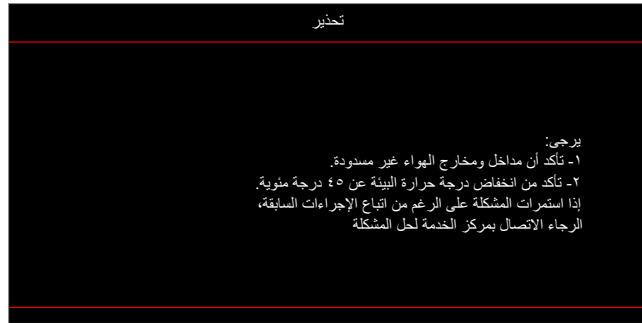 تحذير
يرجى:
١- تأكد أن مداخل ومخارج الهواء غير مسدودة.
٢- تأكد من انخفاض درجة حرارة البيئة عن ٤٥ درجة مئوية.
إذا استمرات المشكلة على الرغم من اتباع الإجراءات السابقة،
الرجاء الاتصال بمركز الخدمة لحل المشكلة